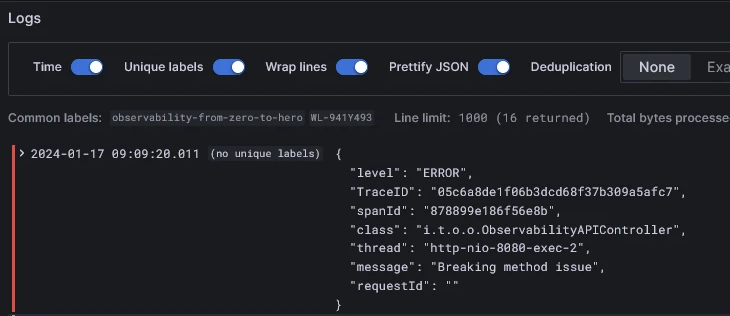 Logs
Time Unique labels Wrap lines Prettify JSON Deduplication None Exa
Common labels: observability-from-zero-to-hero WL-941Y493 Line limit: 1000 (16 returned) Total bytes processe
2024-01-17 09:09:20.011 (no unique labels) {
"level": "ERROR",
"TraceID": "05c6a8de1f06b3dcd68f37b309a5afc7",
"spanId": "878899e186f56e8b",
"class": "i.t.o.o.ObservabilityAPIController",
"thread": "http-nio-8080-exec-2",
"message": "Breaking method issue",
"requestId": ""
}